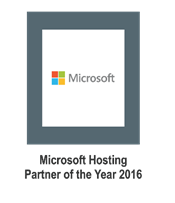 Microsoft
Microsoft Hosting
Partner of the Year 2016